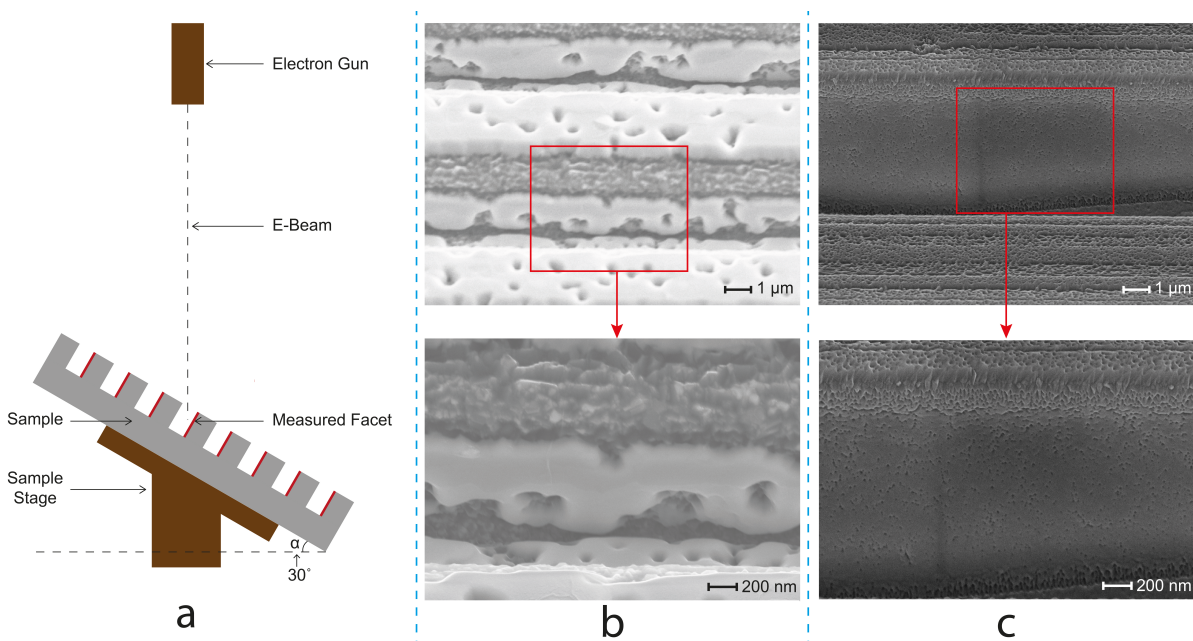 Electron Gun
E-Beam
Sample
Measured Facet
Sample
Stage
α
30°
a
1 µm
200 nm
b
1 µm
200 nm
c